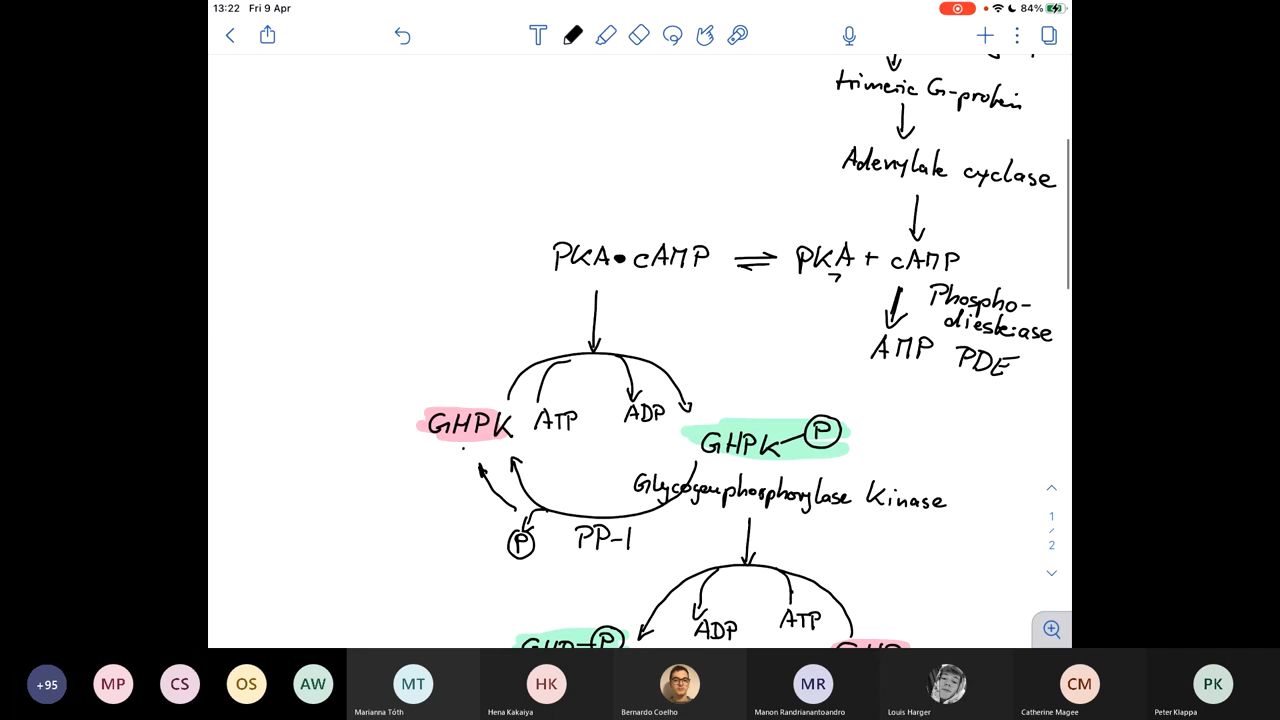 13:22 Fri 9 Apr
84%
T
trimeric G-protein
Adenylate cyclase
PKA•cAMP ⇌ PKA + cAMP
Phospho-
diesterase
AMP PDE
GHPK ATP ADP
GHPK-P
Glycogenphosphorylase Kinase
P PP-1
ADP ATP
GHP-P GHP
1
/
2
+95 MP CS OS AW MT HK MR CM PK
Marianna Tóth Hena Kakaiya Bernardo Coelho Manon Randrianantoandro Louis Harger Catherine Magee Peter Klappa